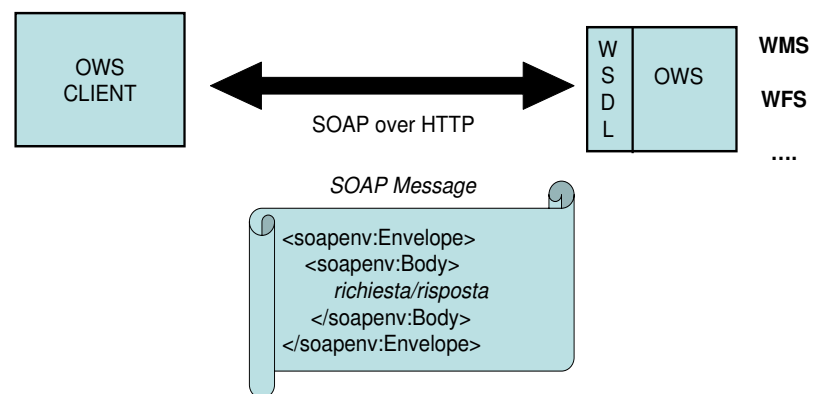 OWS
CLIENT
SOAP over HTTP
W
S
D
L
OWS
WMS
WFS
....
SOAP Message
<soapenv:Envelope>
<soapenv:Body>
richiesta/risposta
</soapenv:Body>
</soapenv:Envelope>